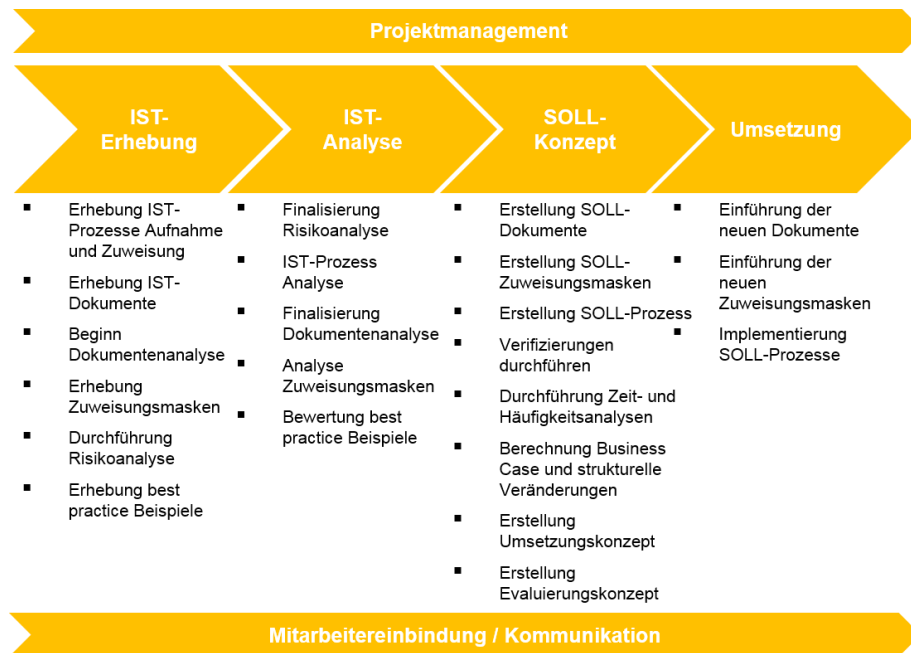 Projektmanagement
IST-
Erhebung
IST-
Analyse
SOLL-
Konzept
Umsetzung
▪ Erhebung IST-
Prozesse Aufnahme
und Zuweisung
▪ Erhebung IST-
Dokumente
▪ Beginn
Dokumentenanalyse
▪ Erhebung
Zuweisungsmasken
▪ Durchführung
Risikoanalyse
▪ Erhebung best
practice Beispiele
▪ Finalisierung
Risikoanalyse
▪ IST-Prozess
Analyse
▪ Finalisierung
Dokumentenanalyse
▪ Analyse
Zuweisungsmasken
▪ Bewertung best
practice Beispiele
▪ Erstellung SOLL-
Dokumente
▪ Erstellung SOLL-
Zuweisungsmasken
▪ Erstellung SOLL-Prozess
▪ Verifizierungen
durchführen
▪ Durchführung Zeit- und
Häufigkeitsanalysen
▪ Berechnung Business
Case und strukturelle
Veränderungen
▪ Erstellung
Umsetzungskonzept
▪ Erstellung
Evaluierungskonzept
▪ Einführung der
neuen Dokumente
▪ Einführung der
neuen
Zuweisungsmasken
▪ Implementierung
SOLL-Prozesse
Mitarbeitereinbindung / Kommunikation